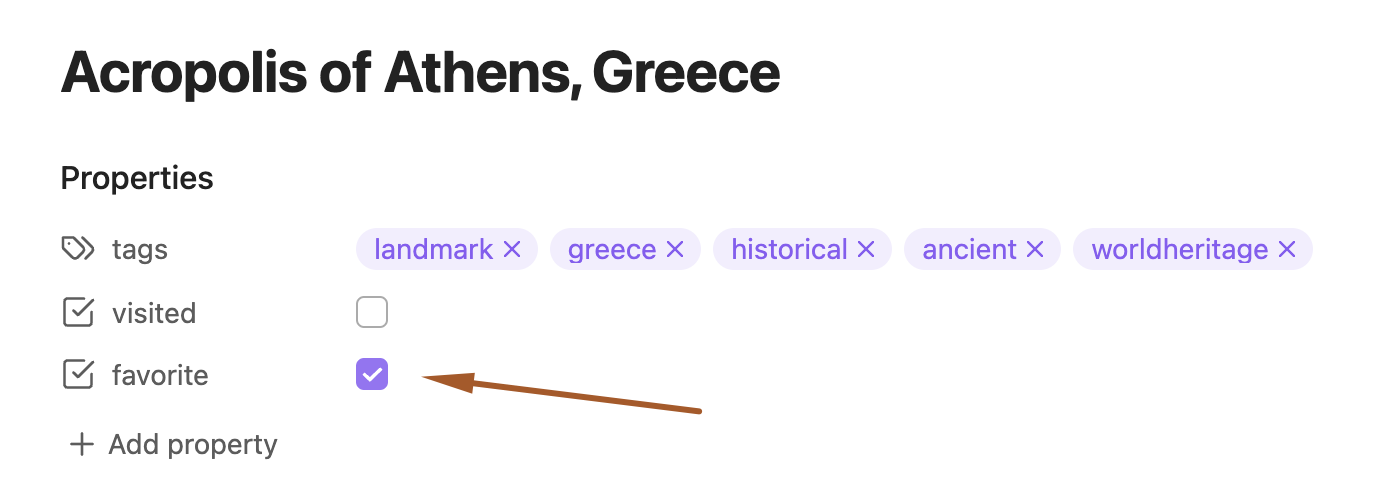 Acropolis of Athens, Greece
Properties
tags landmark greece historical ancient worldheritage
visited
favorite
Add property